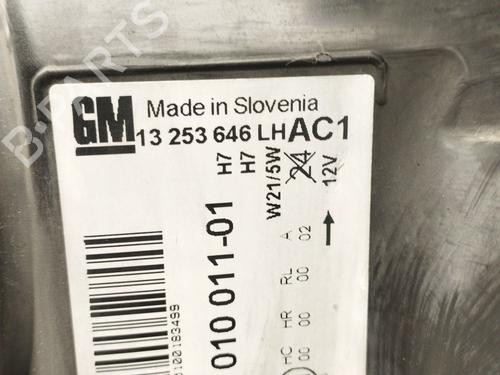 B-PARTS
GM
Made in Slovenia
13 253 646 LH AC1
H7
H7
W21/5W
24
12V
010 011-01
0100183499
A
02
RL
00
HR
00
HC
00